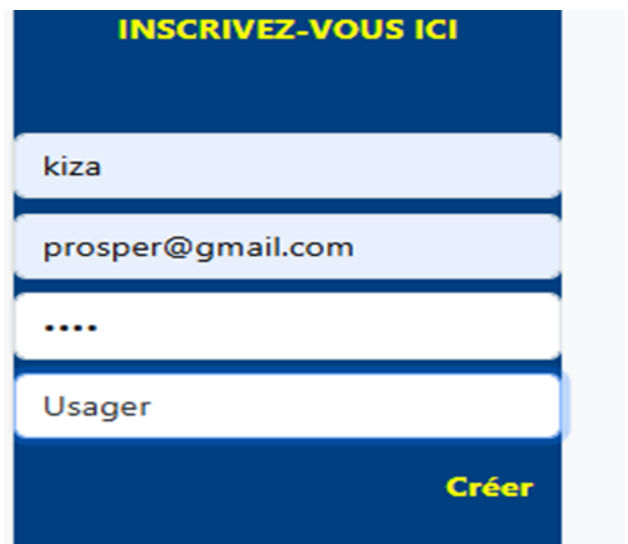 INSCRIVEZ-VOUS ICI
kiza
prosper@gmail.com
••••
Usager
Créer